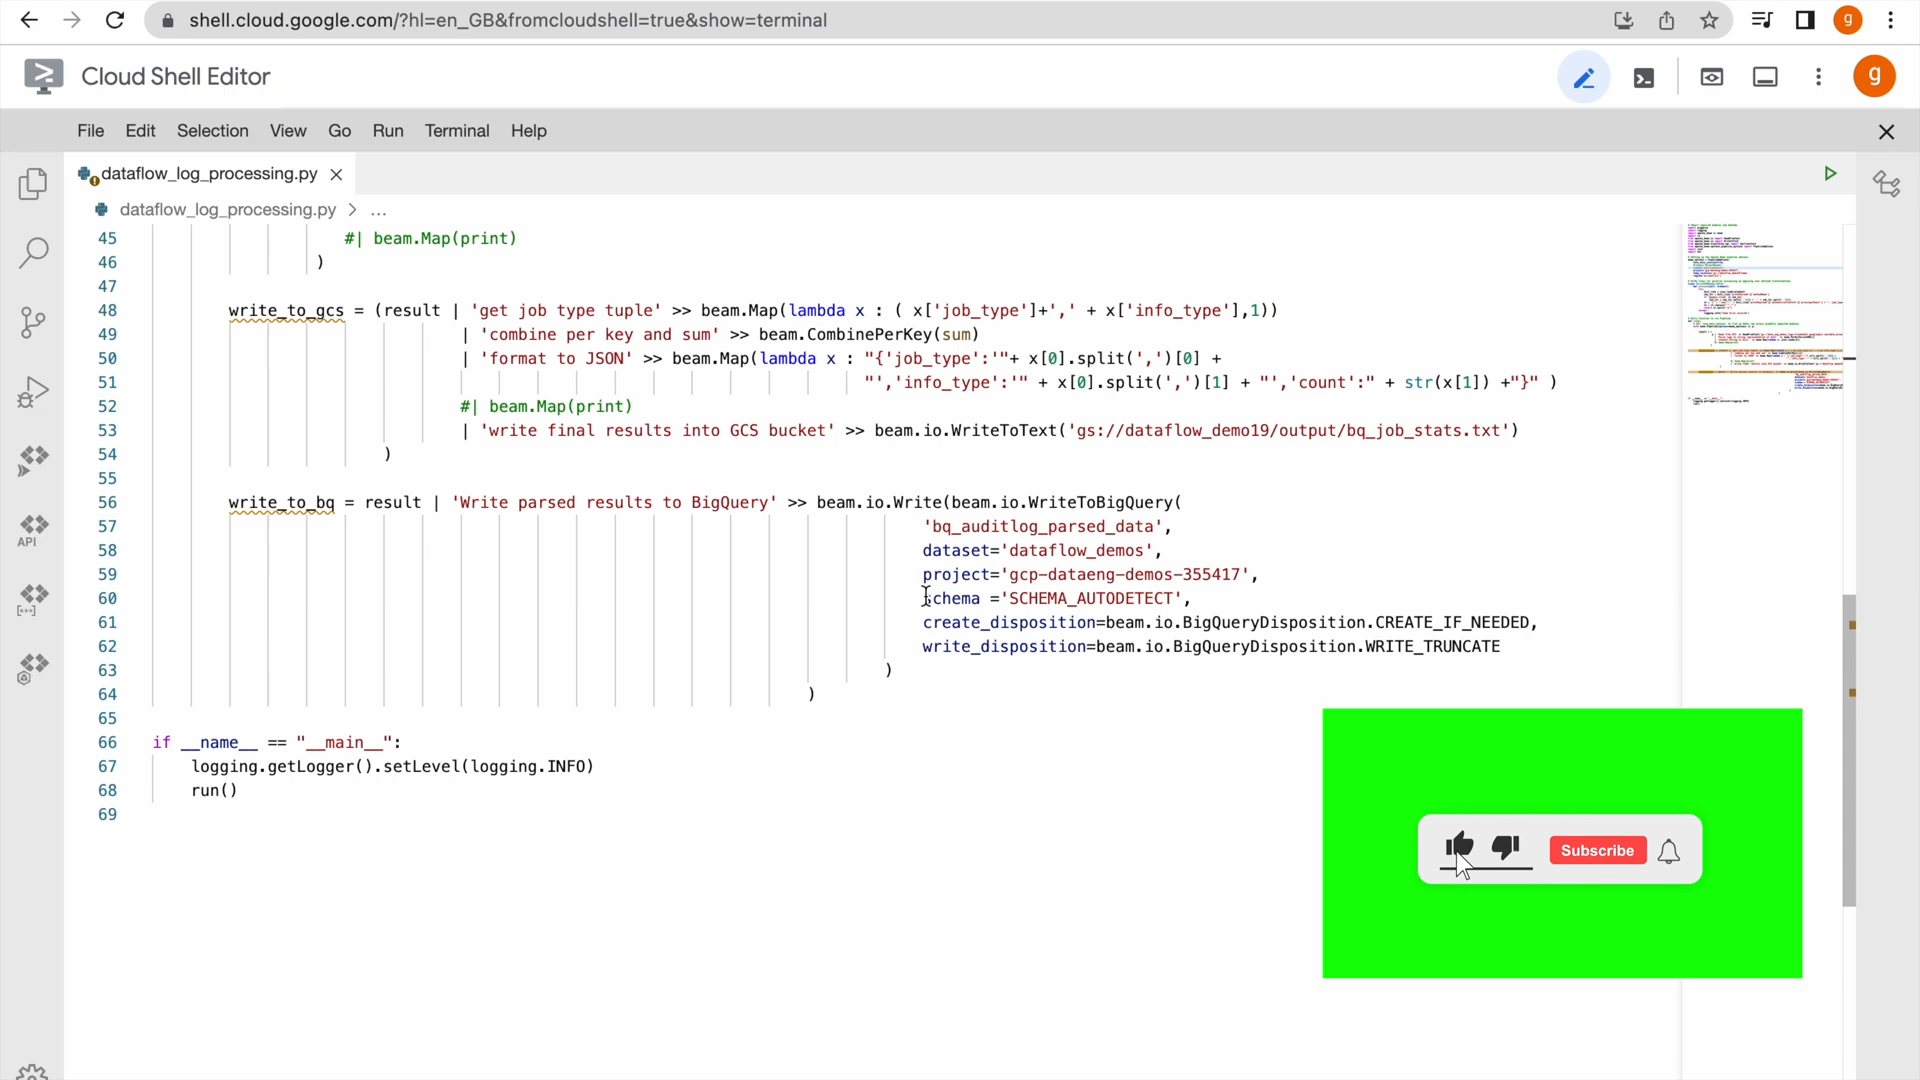 shell.cloud.google.com/?hl=en_GB&fromcloudshell=true&show=terminal
g
Cloud Shell Editor
g
File Edit Selection View Go Run Terminal Help
dataflow_log_processing.py
dataflow_log_processing.py > ...
45 #| beam.Map(print)
46 )
47
48 write_to_gcs = (result | 'get job type tuple' >> beam.Map(lambda x : ( x['job_type']+',' + x['info_type'],1))
49 | 'combine per key and sum' >> beam.CombinePerKey(sum)
50 | 'format to JSON' >> beam.Map(lambda x : "{'job_type':'"+ x[0].split(',')[0] +
51 "','info_type':'" + x[0].split(',')[1] + "','count':" + str(x[1]) +"}" )
52 #| beam.Map(print)
53 | 'write final results into GCS bucket' >> beam.io.WriteToText('gs://dataflow_demo19/output/bq_job_stats.txt')
54 )
55
56 write_to_bq = result | 'Write parsed results to BigQuery' >> beam.io.Write(beam.io.WriteToBigQuery(
57 'bq_auditlog_parsed_data',
58 dataset='dataflow_demos',
59 project='gcp-dataeng-demos-355417',
60 schema ='SCHEMA_AUTODETECT',
61 create_disposition=beam.io.BigQueryDisposition.CREATE_IF_NEEDED,
62 write_disposition=beam.io.BigQueryDisposition.WRITE_TRUNCATE
63 )
64 )
65
66 if __name__ == "__main__":
67 logging.getLogger().setLevel(logging.INFO)
68 run()
69
API
Subscribe